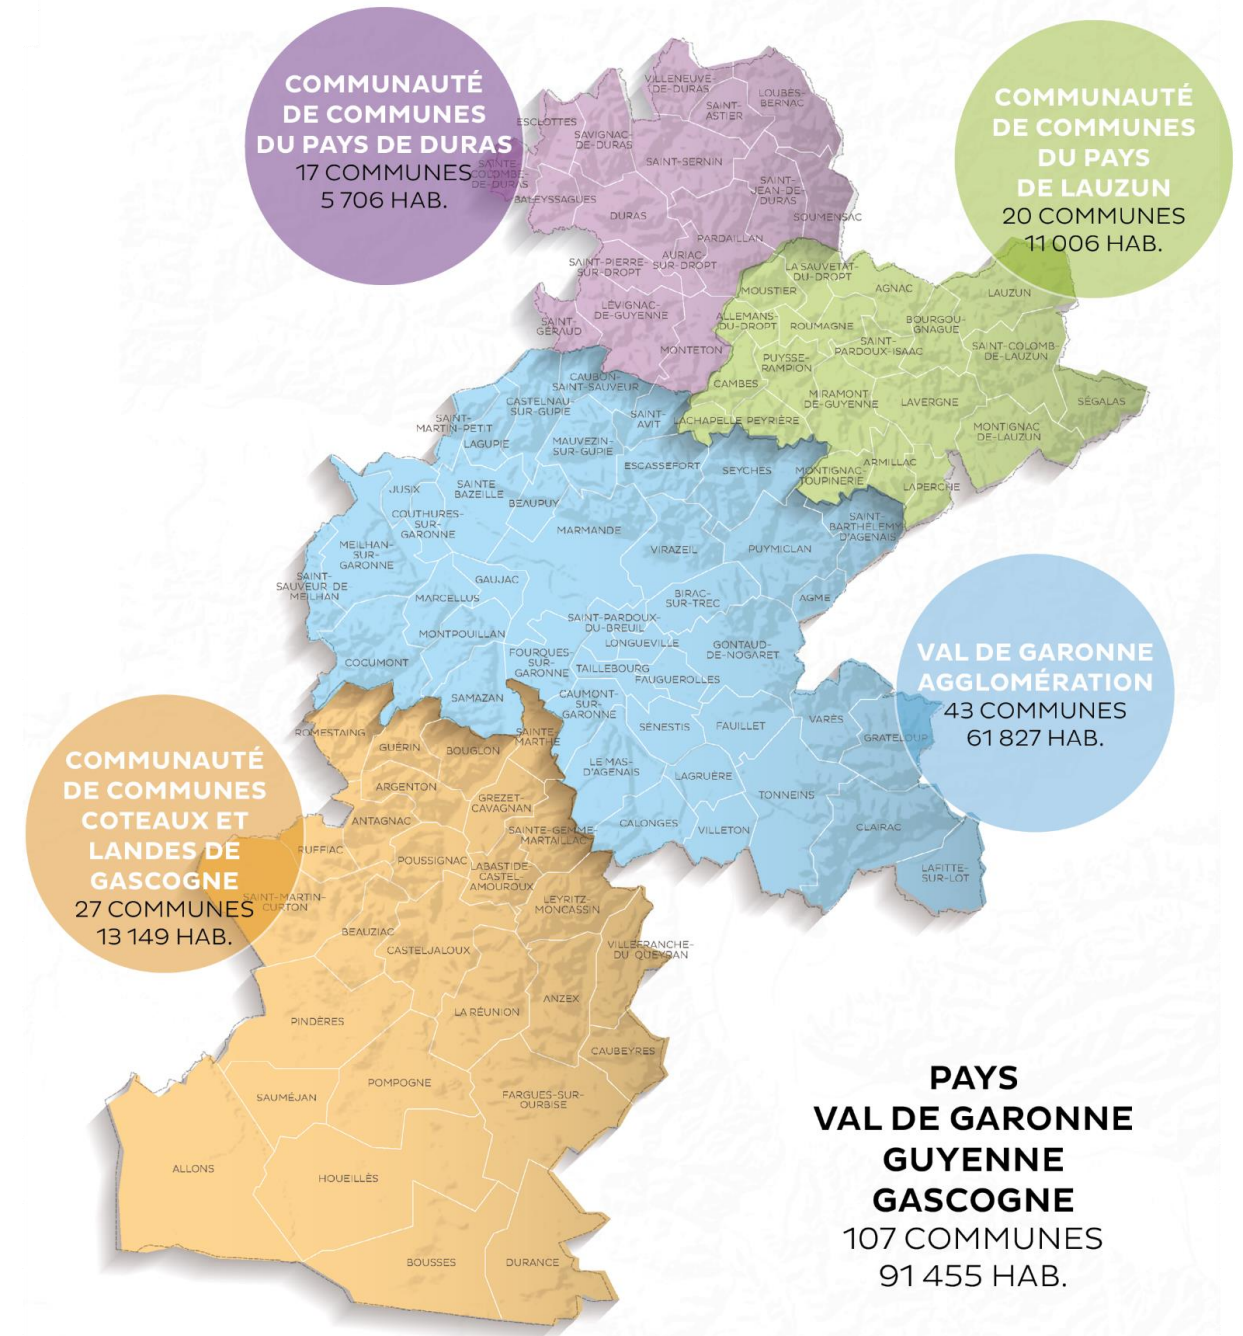 COMMUNAUTÉ
DE COMMUNES
DU PAYS DE DURAS
17 COMMUNES
5 706 HAB.
COMMUNAUTÉ
DE COMMUNES
DU PAYS
DE LAUZUN
20 COMMUNES
11 006 HAB.
VILLENEUVE-
DE-DURAS
LOUBÈS-
BERNAC
SAINT-
ASTIER
ESCLOTTES
SAVIGNAC-
DE-DURAS
SAINT-SERNIN
SAINTE-
COLOMBE-
DE-DURAS
SAINT-
JEAN-DE-
DURAS
BALEYSSAGUES
DURAS
SOUMENSAC
PARDAILLAN
SAINT-PIERRE-
SUR-DROPT
AURIAC-
SUR-DROPT
LÉVIGNAC-
DE-GUYENNE
SAINT-
GÉRAUD
MONTETON
LA SAUVETAT-
DU-DROPT
MOUSTIER
AGNAC
LAUZUN
ALLEMANS-
DU-DROPT
ROUMAGNE
BOURGOU-
GNAGUE
SAINT-
PARDOUX-ISAAC
SAINT-COLOMB-
DE-LAUZUN
PUYSSE-
RAMPION
CAMBES
MIRAMONT
DE-GUYENNE
LAVERGNE
SÉGALAS
LACHAPELLE
PEYRIÈRE
MONTIGNAC
DE-LAUZUN
ARMILLAC
MONTIGNAC-
TOUPINERIE
LAPERCHE
CAUBON-
SAINT-SAUVEUR
CASTELNAU-
SUR-GUPIE
SAINT-
AVIT
SAINT-
MARTIN-PETIT
LAGUPIE
MAUVEZIN-
SUR-GUPIE
ESCASSEFORT
SEYCHES
JUSIX
SAINTE
BAZEILLE
BEAUPUY
COUTHURES-
SUR-
GARONNE
MARMANDE
SAINT-
BARTHÉLEMY
D'AGENAIS
MEILHAN-
SUR-
GARONNE
VIRAZEIL
PUYMICLAN
SAINT-
SAUVEUR DE
MEILHAN
GAUJAC
MARCELLUS
BIRAC-
SUR-TREC
AGMÉ
SAINT-PARDOUX-
DU-BREUIL
MONTPOUILLAN
LONGUEVILLE
GONTAUD-
DE-NOGARET
FOURQUES-
SUR-
GARONNE
COCUMONT
TAILLEBOURG
FAUGUEROLLES
SAMAZAN
CAUMONT-
SUR-
GARONNE
SÉNESTIS
FAUILLET
VARÈS
GRATELOUP
LE MAS-
D'AGENAIS
LAGRUÈRE
TONNEINS
CALONGES
VILLETON
CLAIRAC
LAFITTE-
SUR-LOT
VAL DE GARONNE
AGGLOMÉRATION
43 COMMUNES
61 827 HAB.
COMMUNAUTÉ
DE COMMUNES
COTEAUX ET
LANDES DE
GASCOGNE
27 COMMUNES
13 149 HAB.
ROMESTAING
GUÉRIN
BOUGLON
SAINTE-
MARTHE
ARGENTON
GREZET-
CAVAGNAN
ANTAGNAC
SAINTE-GEMME-
MARTAILLAC
RUFFIAC
POUSSIGNAC
LABASTIDE-
CASTEL-
AMOUROUX
SAINT-MARTIN-
CURTON
LEYRITZ-
MONCASSIN
BEAUZIAC
CASTELJALOUX
VILLEFRANCHE-
DU QUEYRAN
ANZEX
LA RÉUNION
PINDÈRES
CAUBEYRES
POMPOGNE
SAUMÉJAN
FARGUES-SUR-
OURBISE
ALLONS
HOUEILLÈS
BOUSSES
DURANCE
PAYS
VAL DE GARONNE
GUYENNE
GASCOGNE
107 COMMUNES
91 455 HAB.